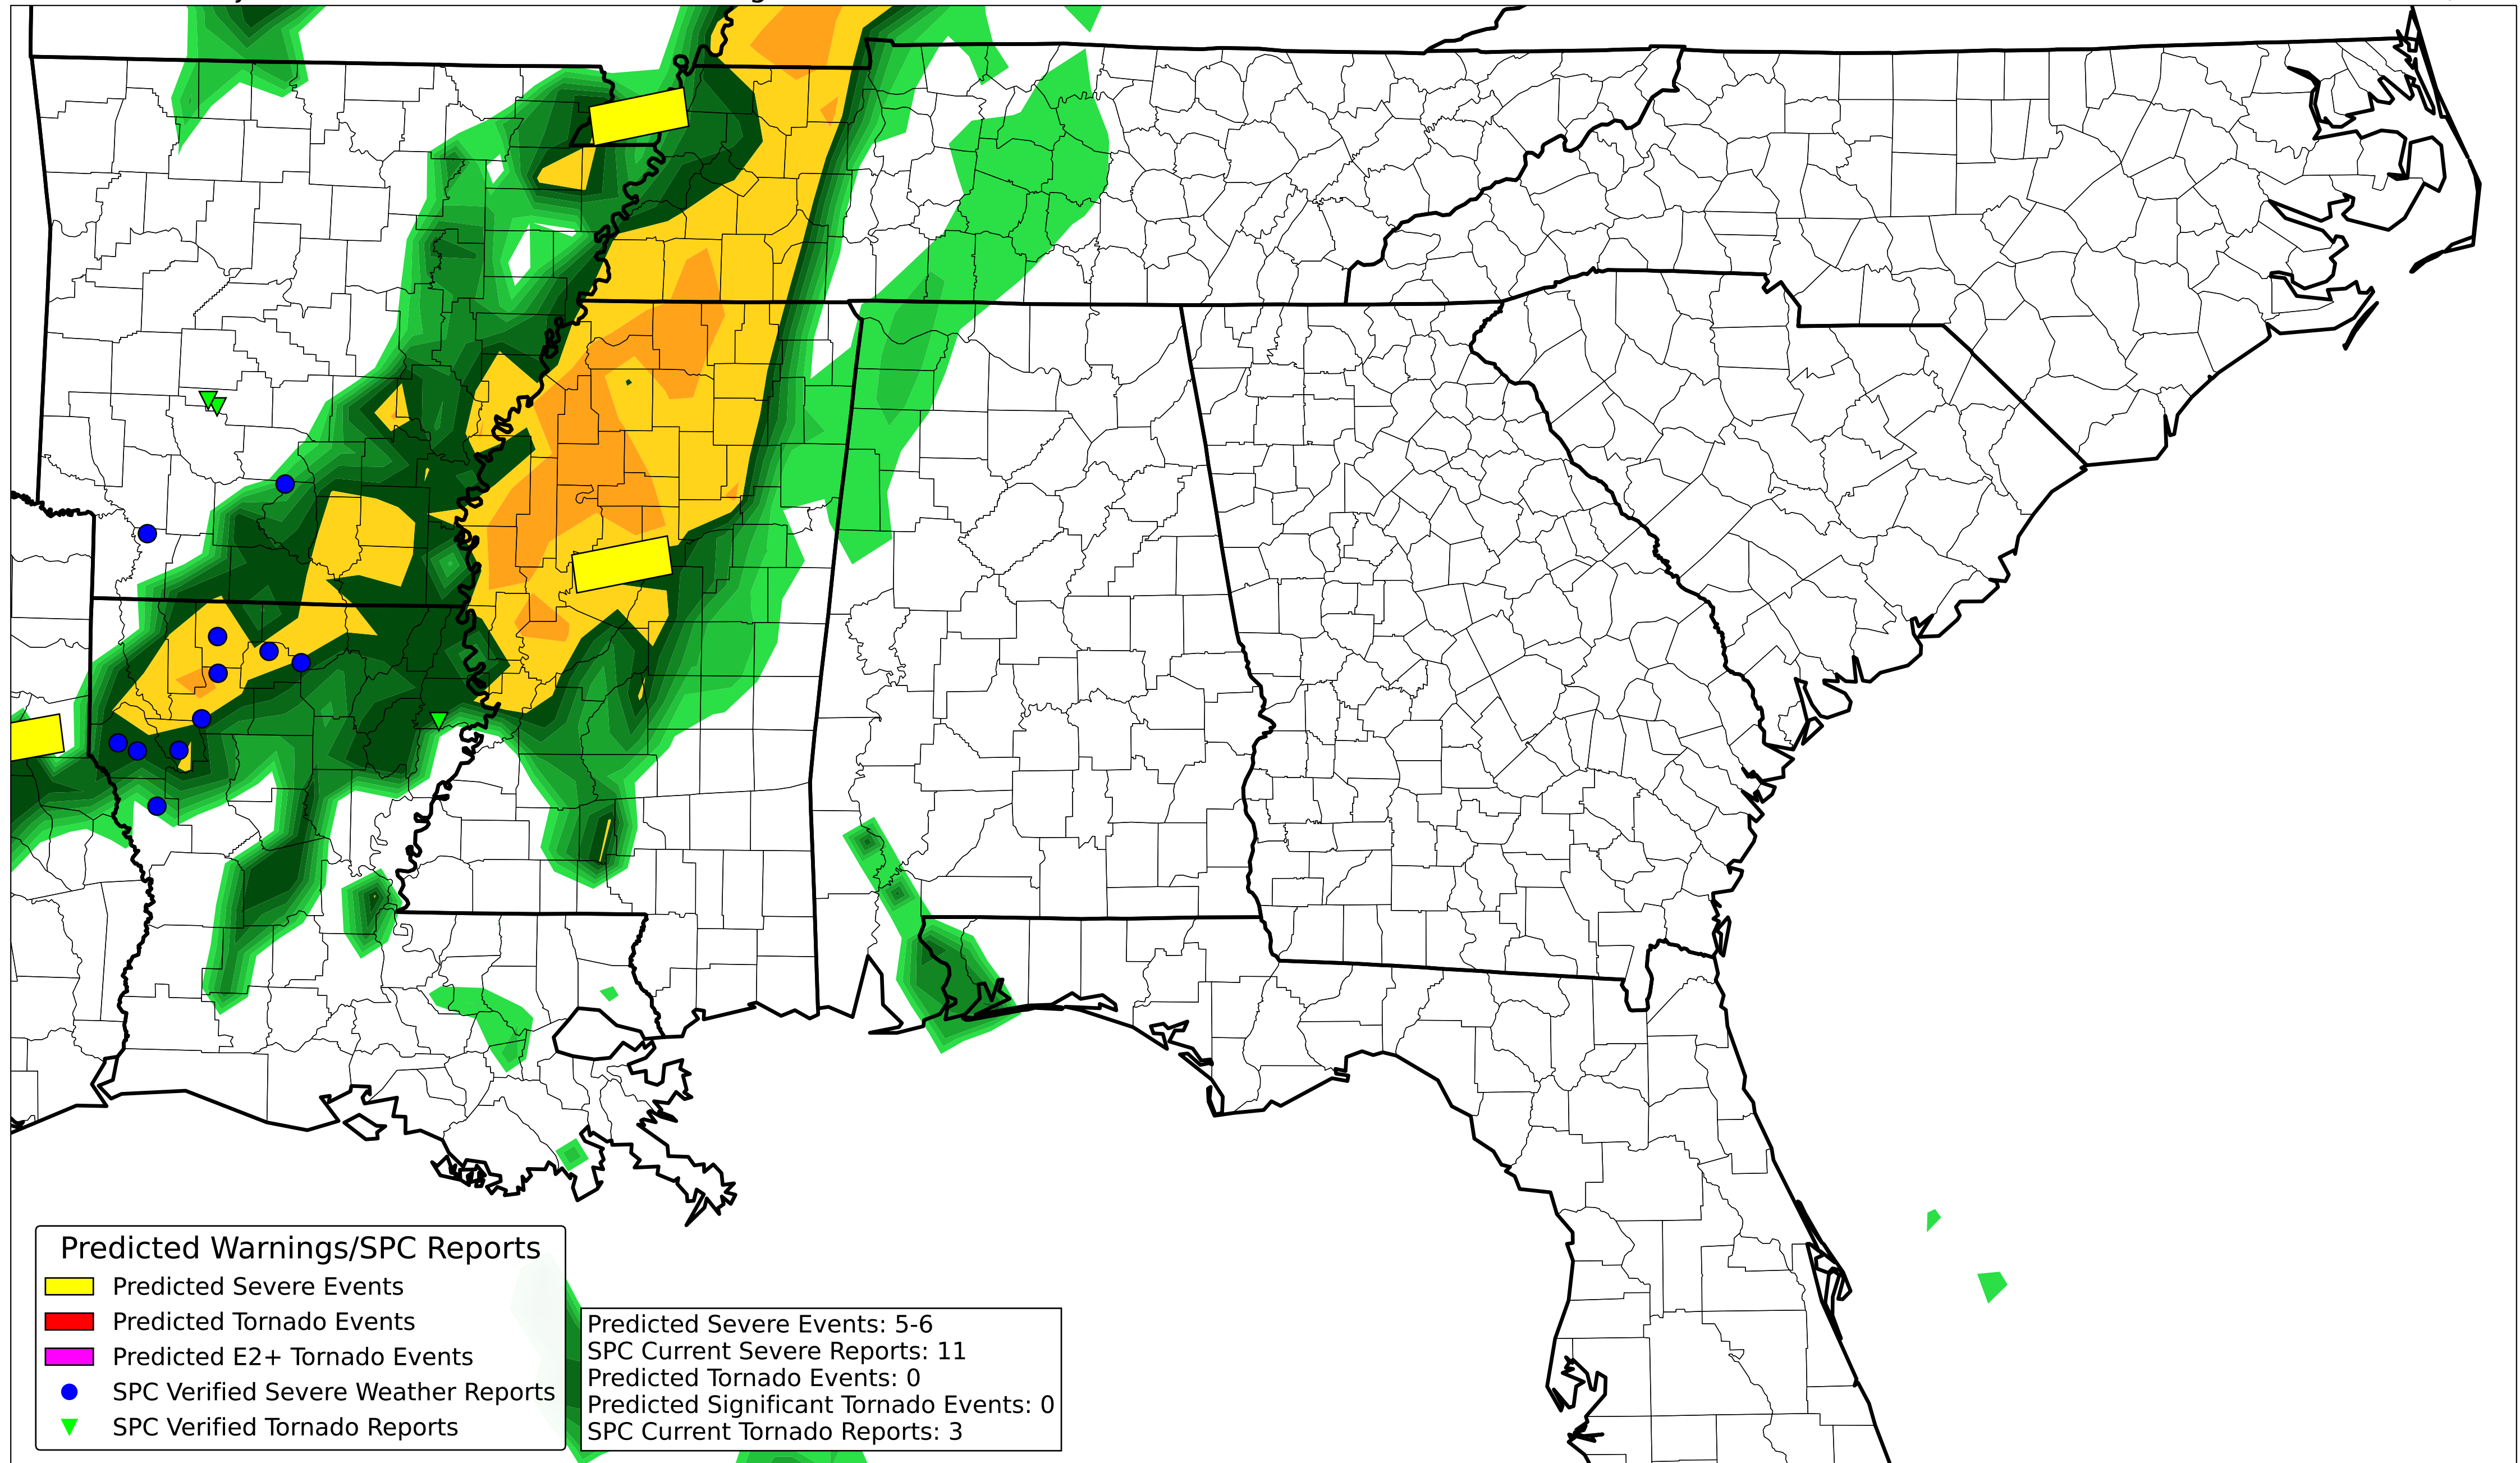 Predicted Warnings/SPC Reports
Predicted Severe Events
Predicted Tornado Events
Predicted E2+ Tornado Events
SPC Verified Severe Weather Reports
SPC Verified Tornado Reports
Predicted Severe Events: 5-6
SPC Current Severe Reports: 11
Predicted Tornado Events: 0
Predicted Significant Tornado Events: 0
SPC Current Tornado Reports: 3